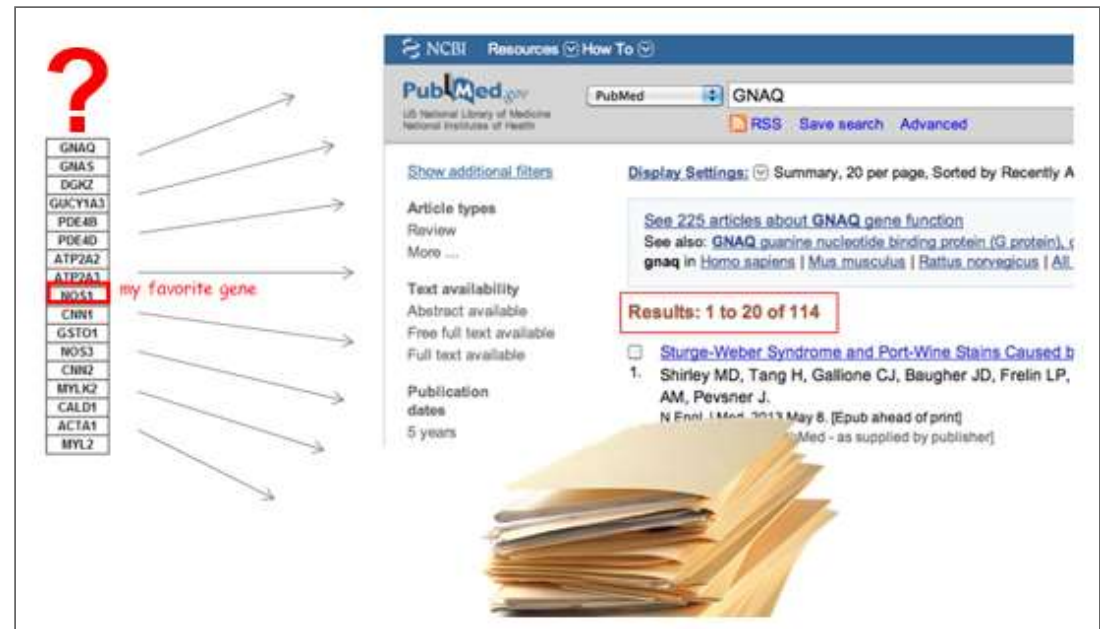 ?
GNAQ
GNAS
DGKZ
GUCY1A3
PDE4B
PDE4D
ATP2A2
ATP2A3
NOS1
my favorite gene
CNN1
GSTO1
NOS3
CNN2
MYLK2
CALD1
ACTA1
MYL2
NCBI Resources How To
PubMed.gov
US National Library of Medicine
National Institutes of Health
PubMed
GNAQ
RSS Save search Advanced
Show additional filters
Article types
Review
More ...
Text availability
Abstract available
Free full text available
Full text available
Publication
dates
5 years
Display Settings: Summary, 20 per page, Sorted by Recently A
See 225 articles about GNAQ gene function
See also: GNAQ guanine nucleotide binding protein (G protein),
gnaq in Homo sapiens | Mus musculus | Rattus norvegicus | All
Results: 1 to 20 of 114
Sturge-Weber Syndrome and Port-Wine Stains Caused b
1. Shirley MD, Tang H, Gallione CJ, Baugher JD, Frelin LP,
AM, Pevsner J.
N Engl J Med. 2013 May 8. [Epub ahead of print]
Med - as supplied by publisher]